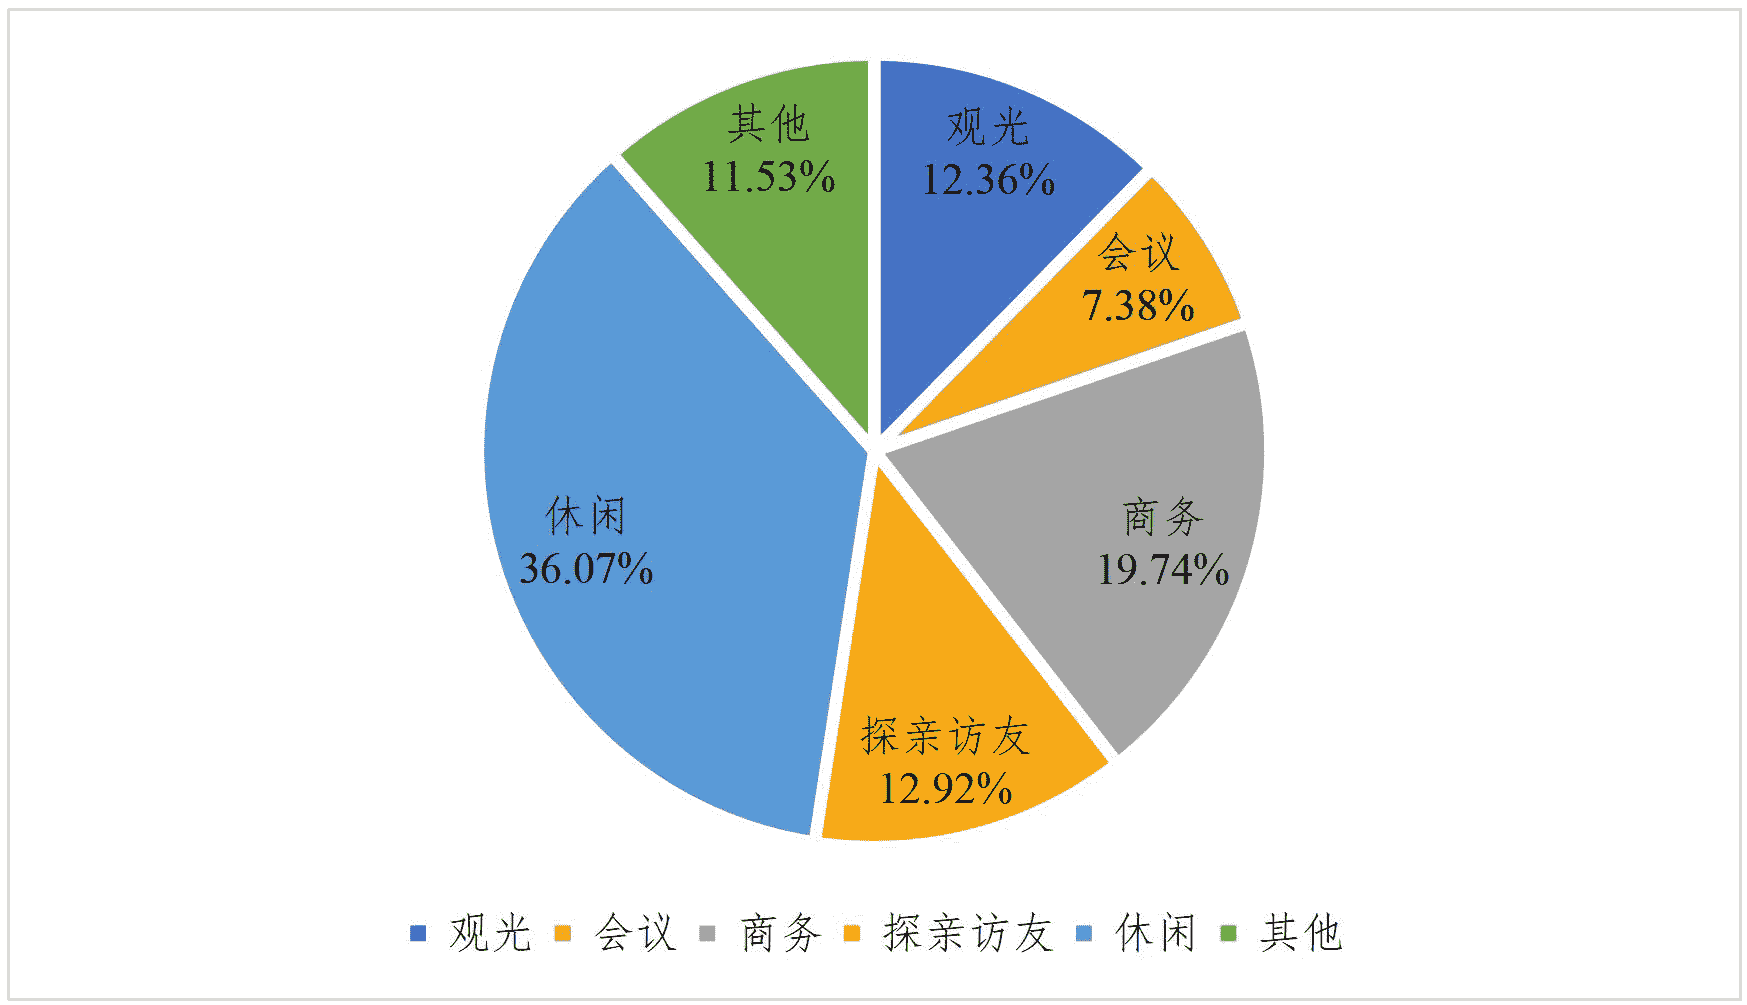 其他
11.53%
观光
12.36%
会议
7.38%
商务
19.74%
探亲访友
12.92%
休闲
36.07%
观光 会议 商务 探亲访友 休闲 其他